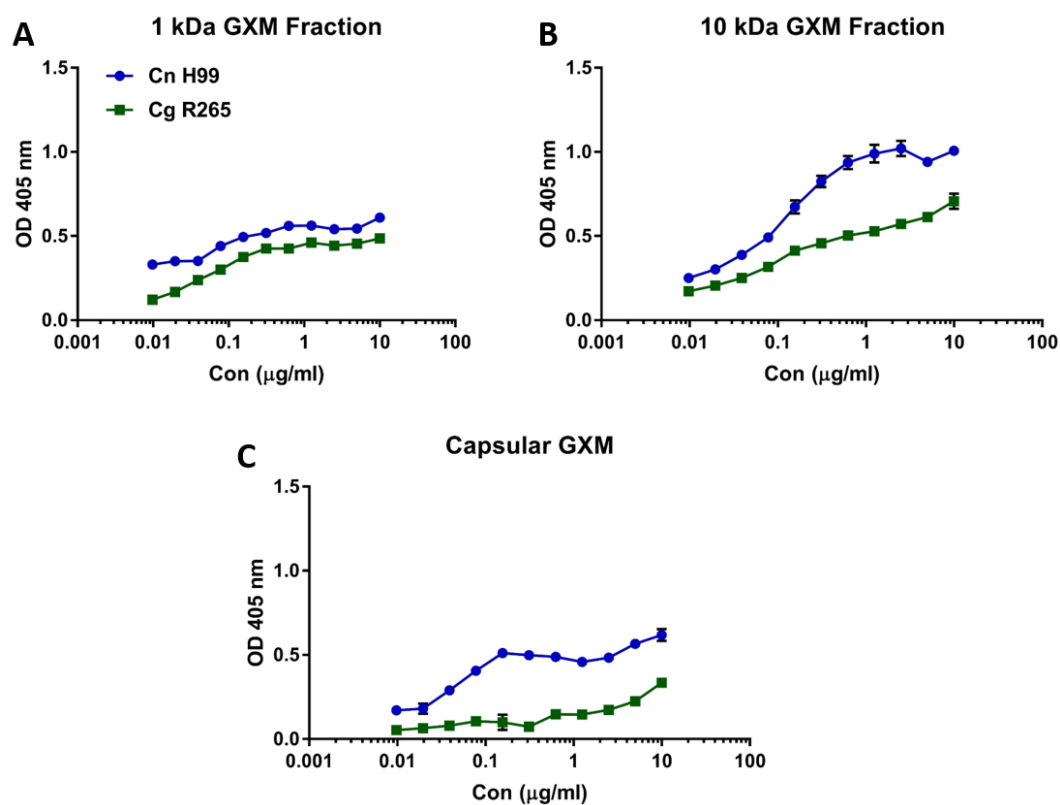 A
1 kDa GXM Fraction
1.5
1.0
0.5
0.0
OD 405 nm
Cn H99
Cg R265
0.001 0.01 0.1 1 10 100
Con (μg/ml)
B
10 kDa GXM Fraction
1.5
1.0
0.5
0.0
OD 405 nm
0.001 0.01 0.1 1 10 100
Con (μg/ml)
C
Capsular GXM
1.5
1.0
0.5
0.0
OD 405 nm
0.001 0.01 0.1 1 10 100
Con (μg/ml)